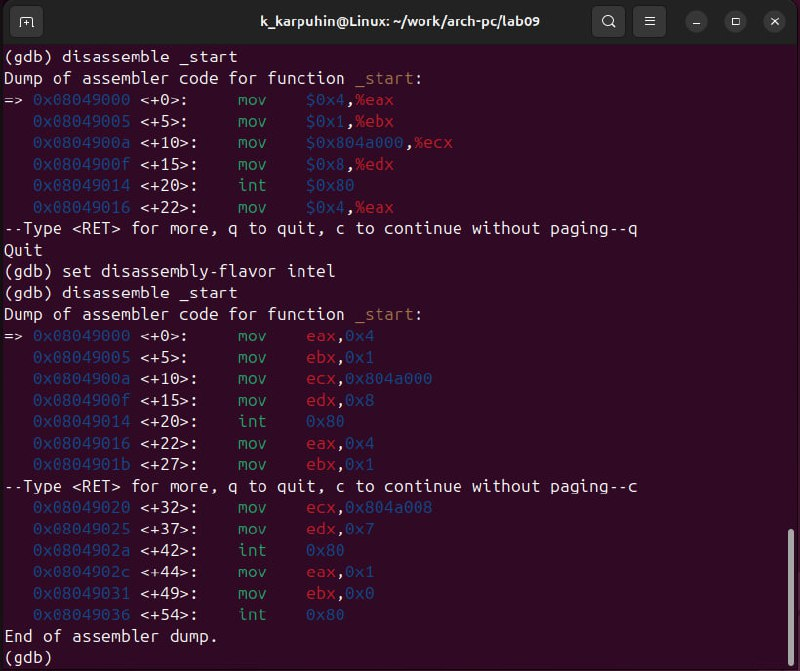 k_karpuhin@Linux: ~/work/arch-pc/lab09
(gdb) disassemble _start
Dump of assembler code for function _start:
=> 0x08049000 <+0>:     mov    $0x4,%eax
   0x08049005 <+5>:     mov    $0x1,%ebx
   0x0804900a <+10>:    mov    $0x804a000,%ecx
   0x0804900f <+15>:    mov    $0x8,%edx
   0x08049014 <+20>:    int    $0x80
   0x08049016 <+22>:    mov    $0x4,%eax
--Type <RET> for more, q to quit, c to continue without paging--q
Quit
(gdb) set disassembly-flavor intel
(gdb) disassemble _start
Dump of assembler code for function _start:
=> 0x08049000 <+0>:     mov    eax,0x4
   0x08049005 <+5>:     mov    ebx,0x1
   0x0804900a <+10>:    mov    ecx,0x804a000
   0x0804900f <+15>:    mov    edx,0x8
   0x08049014 <+20>:    int    0x80
   0x08049016 <+22>:    mov    eax,0x4
   0x0804901b <+27>:    mov    ebx,0x1
--Type <RET> for more, q to quit, c to continue without paging--c
   0x08049020 <+32>:    mov    ecx,0x804a008
   0x08049025 <+37>:    mov    edx,0x7
   0x0804902a <+42>:    int    0x80
   0x0804902c <+44>:    mov    eax,0x1
   0x08049031 <+49>:    mov    ebx,0x0
   0x08049036 <+54>:    int    0x80
End of assembler dump.
(gdb)